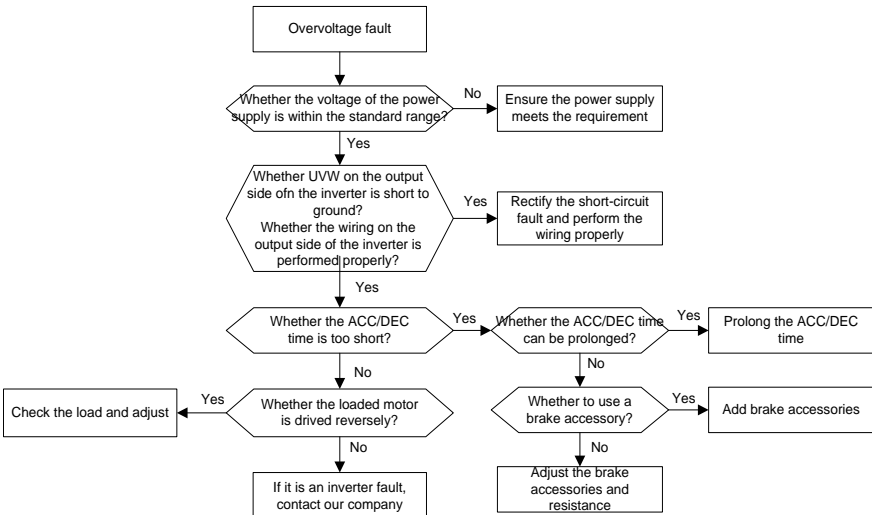 Overvoltage fault
Whether the voltage of the power
supply is within the standard range?
No
Ensure the power supply
meets the requirement
Yes
Whether UVW on the output
side ofn the inverter is short to
ground?
Whether the wiring on the
output side of the inverter is
performed properly?
Yes
Rectify the short-circuit
fault and perform the
wiring properly
Yes
Whether the ACC/DEC
time is too short?
Yes
Whether the ACC/DEC time
can be prolonged?
Yes
Prolong the ACC/DEC
time
No
No
Check the load and adjust
Yes
Whether the loaded motor
is drived reversely?
Whether to use a
brake accessory?
Yes
Add brake accessories
No
No
If it is an inverter fault,
contact our company
Adjust the brake
accessories and
resistance